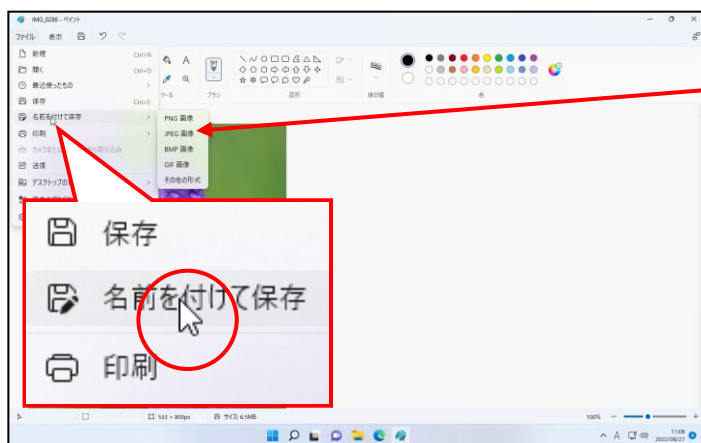 IMG_0286 - ペイント
ファイル 表示
新規 Ctrl+N
開く Ctrl+O
最近使ったもの
保存 Ctrl+S
名前を付けて保存
印刷
送信
PNG 画像
JPEG 画像
BMP 画像
GIF 画像
その他の形式
ツール
ブラシ
図形
線の幅
色
保存
名前を付けて保存
印刷
533 × 800px
サイズ: 6.5MB
100%
A
11:08
2022/08/27